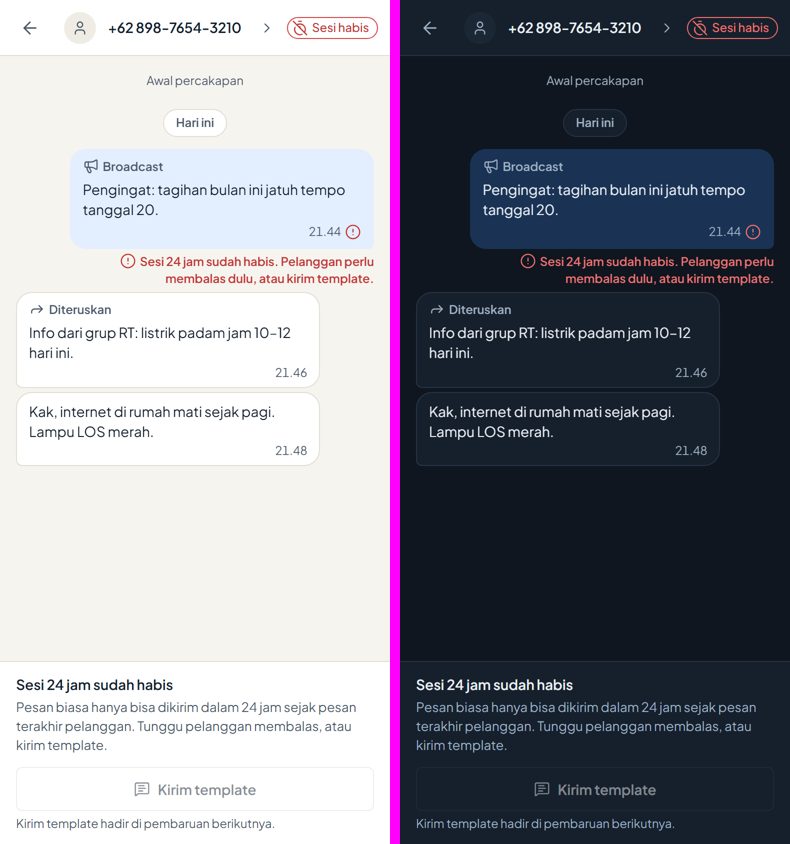 +62 898-7654-3210
Sesi habis
Awal percakapan
Hari ini
Broadcast
Pengingat: tagihan bulan ini jatuh tempo
tanggal 20.
21.44
Sesi 24 jam sudah habis. Pelanggan perlu
membalas dulu, atau kirim template.
Diteruskan
Info dari grup RT: listrik padam jam 10–12
hari ini.
21.46
Kak, internet di rumah mati sejak pagi.
Lampu LOS merah.
21.48
Sesi 24 jam sudah habis
Pesan biasa hanya bisa dikirim dalam 24 jam sejak pesan
terakhir pelanggan. Tunggu pelanggan membalas, atau
kirim template.
Kirim template
Kirim template hadir di pembaruan berikutnya.
+62 898-7654-3210
Sesi habis
Awal percakapan
Hari ini
Broadcast
Pengingat: tagihan bulan ini jatuh tempo
tanggal 20.
21.44
Sesi 24 jam sudah habis. Pelanggan perlu
membalas dulu, atau kirim template.
Diteruskan
Info dari grup RT: listrik padam jam 10–12
hari ini.
21.46
Kak, internet di rumah mati sejak pagi.
Lampu LOS merah.
21.48
Sesi 24 jam sudah habis
Pesan biasa hanya bisa dikirim dalam 24 jam sejak pesan
terakhir pelanggan. Tunggu pelanggan membalas, atau
kirim template.
Kirim template
Kirim template hadir di pembaruan berikutnya.